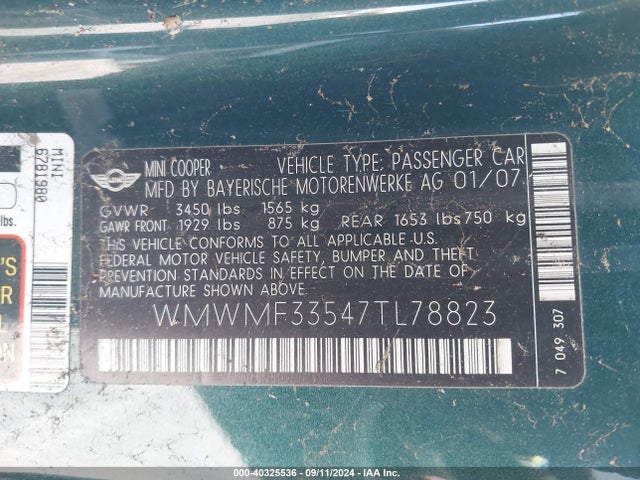 MINI COOPER VEHICLE TYPE: PASSENGER CAR
MFD BY BAYERISCHE MOTORENWERKE AG 01/07
GVWR 3450 lbs 1565 kg
GAWR FRONT 1929 lbs 875 kg REAR 1653 lbs 750 kg
THIS VEHICLE CONFORMS TO ALL APPLICABLE U.S.
FEDERAL MOTOR VEHICLE SAFETY, BUMPER AND THEFT
PREVENTION STANDARDS IN EFFECT ON THE DATE OF
MANUFACTURE SHOWN ABOVE.
WMWMF33547TL78823
7 049 307
MINI
6781980
lbs.
'S
ER
ON
000-40325536 - 09/11/2024 - IAA Inc.